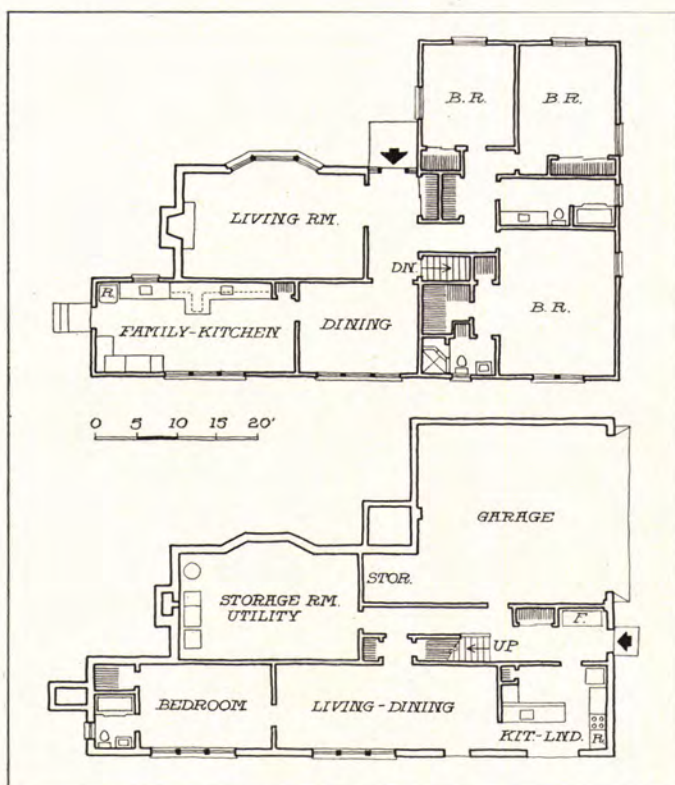 B.R.
B.R.
LIVING RM.
DN.
B.R.
R.
FAMILY-KITCHEN
DINING
0 5 10 15 20'
GARAGE
STOR.
STORAGE RM.
UTILITY
F.
UP
BEDROOM
LIVING-DINING
KIT.-LND.
R.